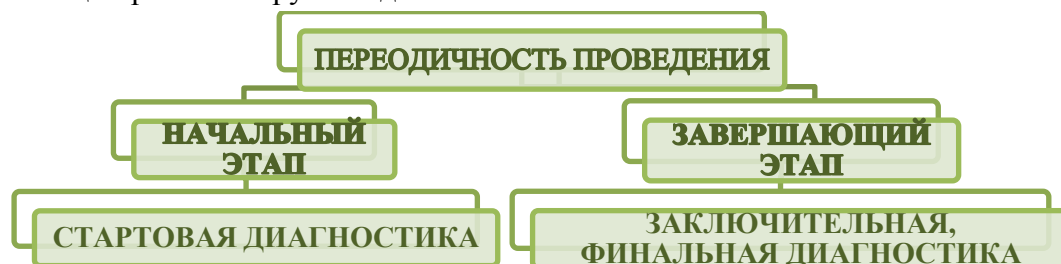 ПЕРЕОДИЧНОСТЬ ПРОВЕДЕНИЯ
НАЧАЛЬНЫЙ
ЭТАП
ЗАВЕРШАЮЩИЙ
ЭТАП
СТАРТОВАЯ ДИАГНОСТИКА
ЗАКЛЮЧИТЕЛЬНАЯ,
ФИНАЛЬНАЯ ДИАГНОСТИКА